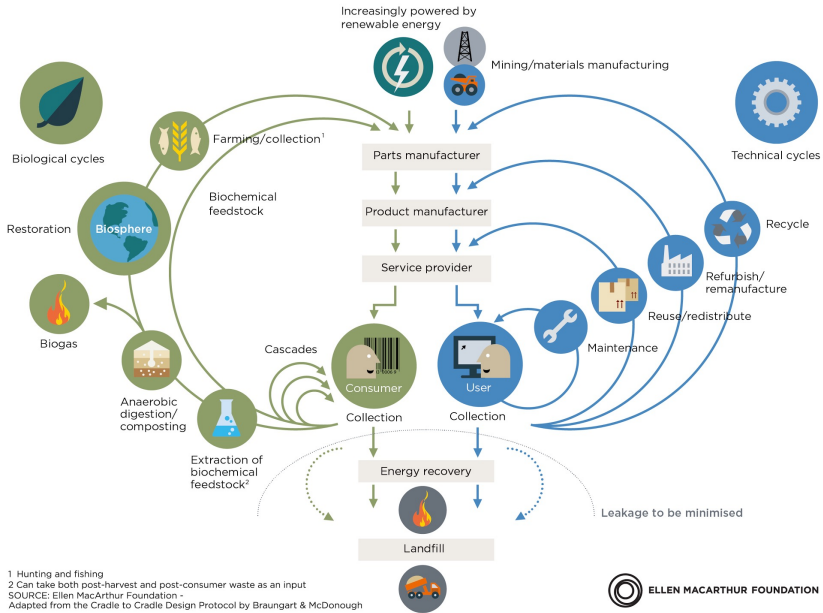 Increasingly powered by
renewable energy
Mining/materials manufacturing
Biological cycles
Farming/collection1
Parts manufacturer
Technical cycles
Biochemical
feedstock
Product manufacturer
Restoration
Biosphere
Recycle
Service provider
Refurbish/
remanufacture
Biogas
Reuse/redistribute
Cascades
Maintenance
Consumer
User
Anaerobic
digestion/
composting
Collection
Collection
Extraction of
biochemical
feedstock2
Energy recovery
Leakage to be minimised
Landfill
1 Hunting and fishing
2 Can take both post-harvest and post-consumer waste as an input
SOURCE: Ellen MacArthur Foundation -
Adapted from the Cradle to Cradle Design Protocol by Braungart & McDonough
ELLEN MACARTHUR FOUNDATION